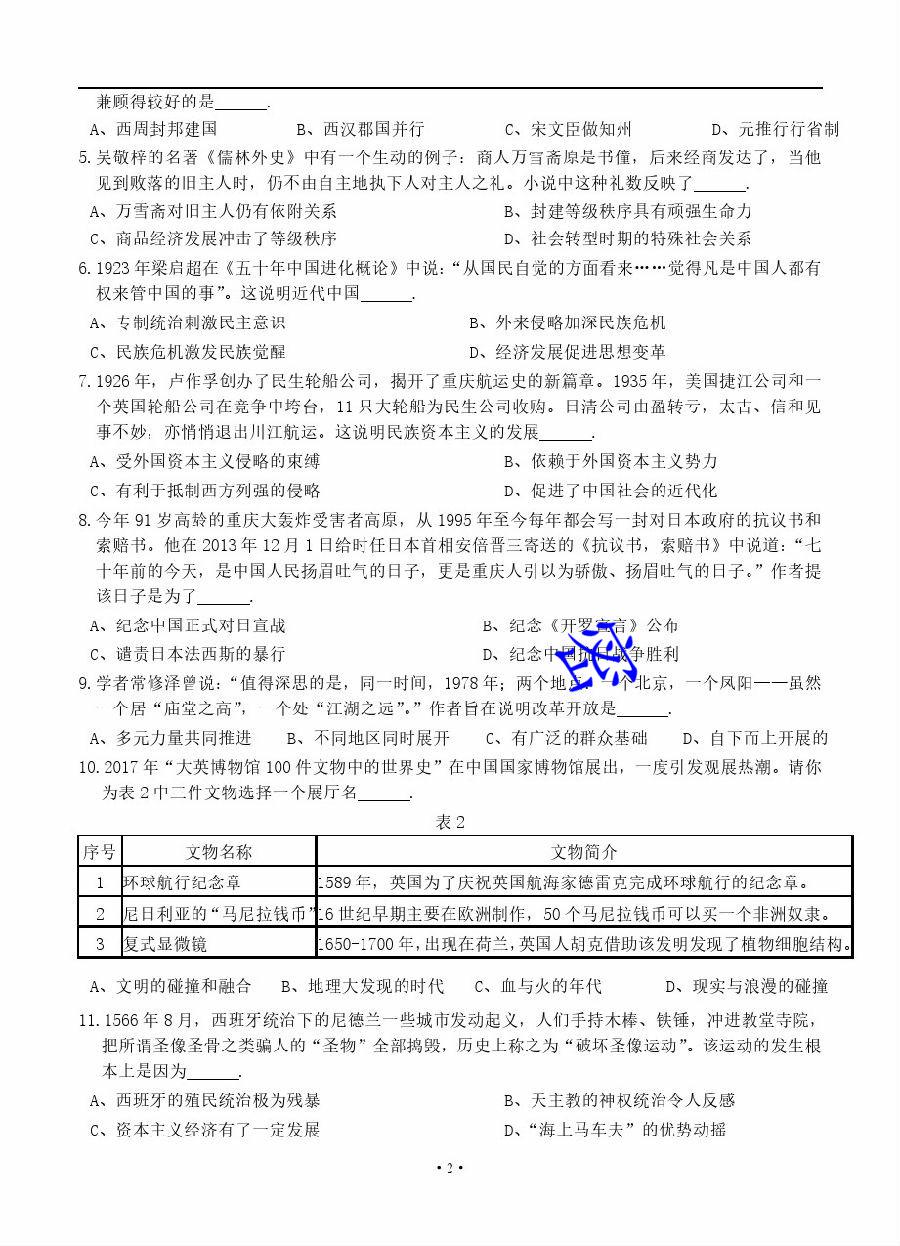 兼顾得较好的是______.
A、西周封邦建国 B、西汉郡国并行 C、宋文臣做知州 D、元推行行省制
5.吴敬梓的名著《儒林外史》中有一个生动的例子：商人万雪斋原是书僮，后来经商发达了，当他
见到败落的旧主人时，仍不由自主地执下人对主人之礼。小说中这种礼数反映了______.
A、万雪斋对旧主人仍有依附关系 B、封建等级秩序具有顽强生命力
C、商品经济发展冲击了等级秩序 D、社会转型时期的特殊社会关系
6.1923年梁启超在《五十年中国进化概论》中说：“从国民自觉的方面看来……觉得凡是中国人都有
权来管中国的事”。这说明近代中国______.
A、专制统治刺激民主意识 B、外来侵略加深民族危机
C、民族危机激发民族觉醒 D、经济发展促进思想变革
7.1926年，卢作孚创办了民生轮船公司，揭开了重庆航运史的新篇章。1935年，美国捷江公司和一
个英国轮船公司在竞争中垮台，11只大轮船为民生公司收购。日清公司由盈转亏，太古、信和见
事不妙；亦悄悄退出川江航运。这说明民族资本主义的发展______.
A、受外国资本主义侵略的束缚 B、依赖于外国资本主义势力
C、有利于抵制西方列强的侵略 D、促进了中国社会的近代化
8.今年91岁高龄的重庆大轰炸受害者高原，从1995年至今每年都会写一封对日本政府的抗议书和
索赔书。他在2013年12月1日给时任日本首相安倍晋三寄送的《抗议书，索赔书》中说道：“七
十年前的今天，是中国人民扬眉吐气的日子，更是重庆人引以为骄傲、扬眉吐气的日子。”作者提
该日子是为了______.
A、纪念中国正式对日宣战 B、纪念《开罗宣言》公布
C、谴责日本法西斯的暴行 D、纪念中国抗日战争胜利
9.学者常修泽曾说：“值得深思的是，同一时间，1978年；两个地点，一个北京，一个凤阳——虽然
一个居“庙堂之高”，一个处“江湖之远”。”作者旨在说明改革开放是______.
A、多元力量共同推进 B、不同地区同时展开 C、有广泛的群众基础 D、自下而上开展的
10.2017年“大英博物馆100件文物中的世界史”在中国国家博物馆展出，一度引发观展热潮。请你
为表2中三件文物选择一个展厅名______.
表2
序号 文物名称 文物简介
1 环球航行纪念章 1589年，英国为了庆祝英国航海家德雷克完成环球航行的纪念章。
2 尼日利亚的“马尼拉钱币” 16世纪早期主要在欧洲制作，50个马尼拉钱币可以买一个非洲奴隶。
3 复式显微镜 1650-1700年,出现在荷兰,英国人胡克借助该发明发现了植物细胞结构。
A、文明的碰撞和融合 B、地理大发现的时代 C、血与火的年代 D、现实与浪漫的碰撞
11.1566年8月，西班牙统治下的尼德兰一些城市发动起义，人们手持木棒、铁锤，冲进教堂寺院，
把所谓圣像圣骨之类骗人的“圣物”全部捣毁，历史上称之为“破坏圣像运动”。该运动的发生根
本上是因为______.
A、西班牙的殖民统治极为残暴 B、天主教的神权统治令人反感
C、资本主义经济有了一定发展 D、“海上马车夫”的优势动摇
·2·